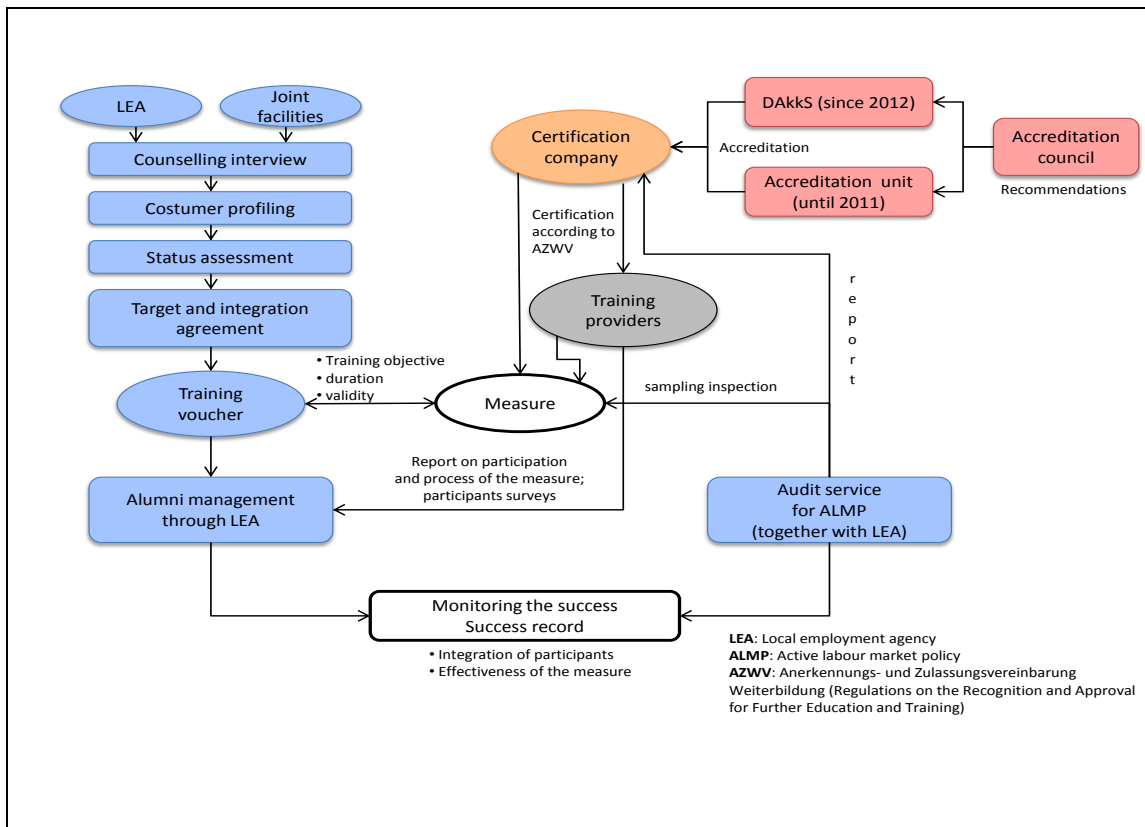 LEA
Joint
facilities
Counselling interview
Costumer profiling
Status assessment
Target and integration
agreement
Training
voucher
• Training objective
• duration
• validity
Alumni management
through LEA
Certification
company
Certification
according to
AZWV
Training
providers
Measure
Report on participation
and process of the measure;
participants surveys
Accreditation
DAkkS (since 2012)
Accreditation unit
(until 2011)
Accreditation
council
Recommendations
report
sampling inspection
Audit service
for ALMP
(together with LEA)
Monitoring the success
Success record
• Integration of participants
• Effectiveness of the measure
LEA: Local employment agency
ALMP: Active labour market policy
AZWV: Anerkennungs- und Zulassungsvereinbarung
Weiterbildung (Regulations on the Recognition and Approval
for Further Education and Training)